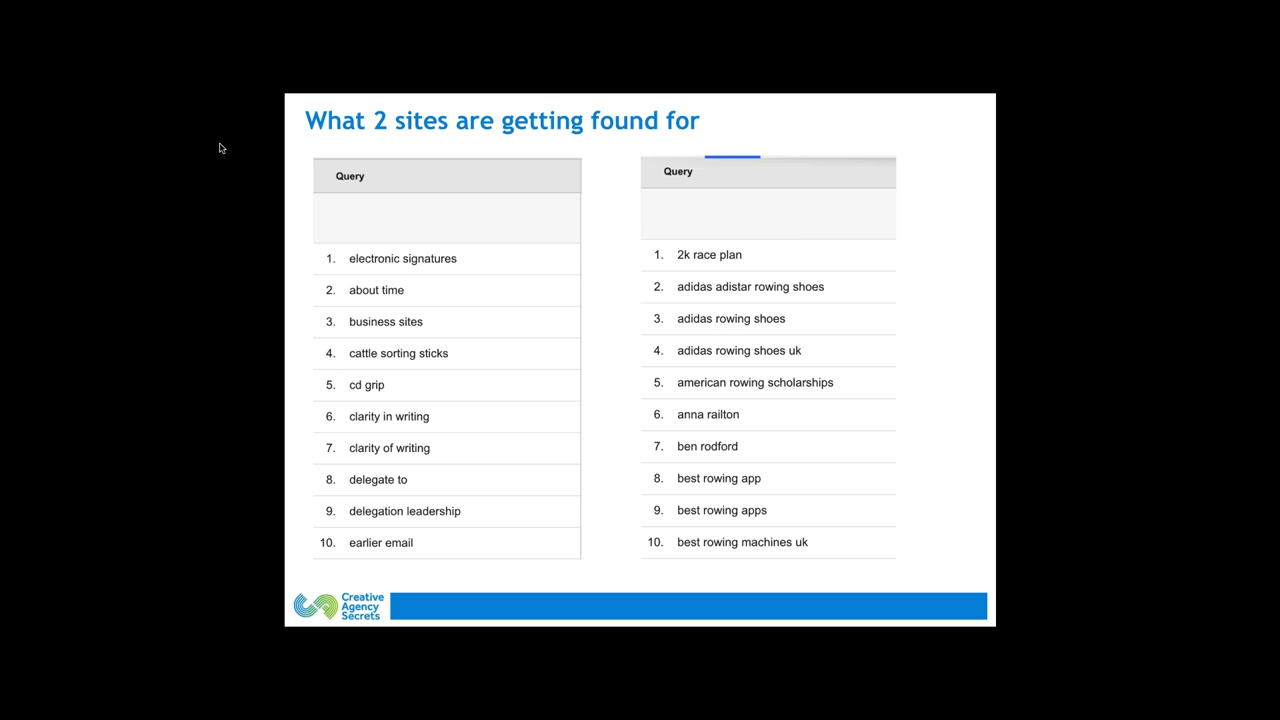 What 2 sites are getting found for
Query
1. electronic signatures
2. about time
3. business sites
4. cattle sorting sticks
5. cd grip
6. clarity in writing
7. clarity of writing
8. delegate to
9. delegation leadership
10. earlier email
Query
1. 2k race plan
2. adidas adistar rowing shoes
3. adidas rowing shoes
4. adidas rowing shoes uk
5. american rowing scholarships
6. anna railton
7. ben rodford
8. best rowing app
9. best rowing apps
10. best rowing machines uk
Creative
Agency
Secrets